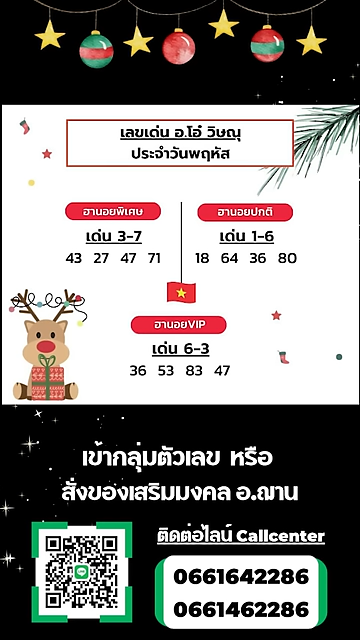 เลขเด่น อ.โอ๋ วิษณุ
ประจำวันพฤหัส
ฮานอยพิเศษ
เด่น 3-7
43 27 47 71
ฮานอยปกติ
เด่น 1-6
18 64 36 80
ฮานอยVIP
เด่น 6-3
36 53 83 47
เข้ากลุ่มตัวเลข หรือ
สั่งของเสริมมงคล อ.ฌาน
ติดต่อไลน์ Callcenter
0661642286
0661462286